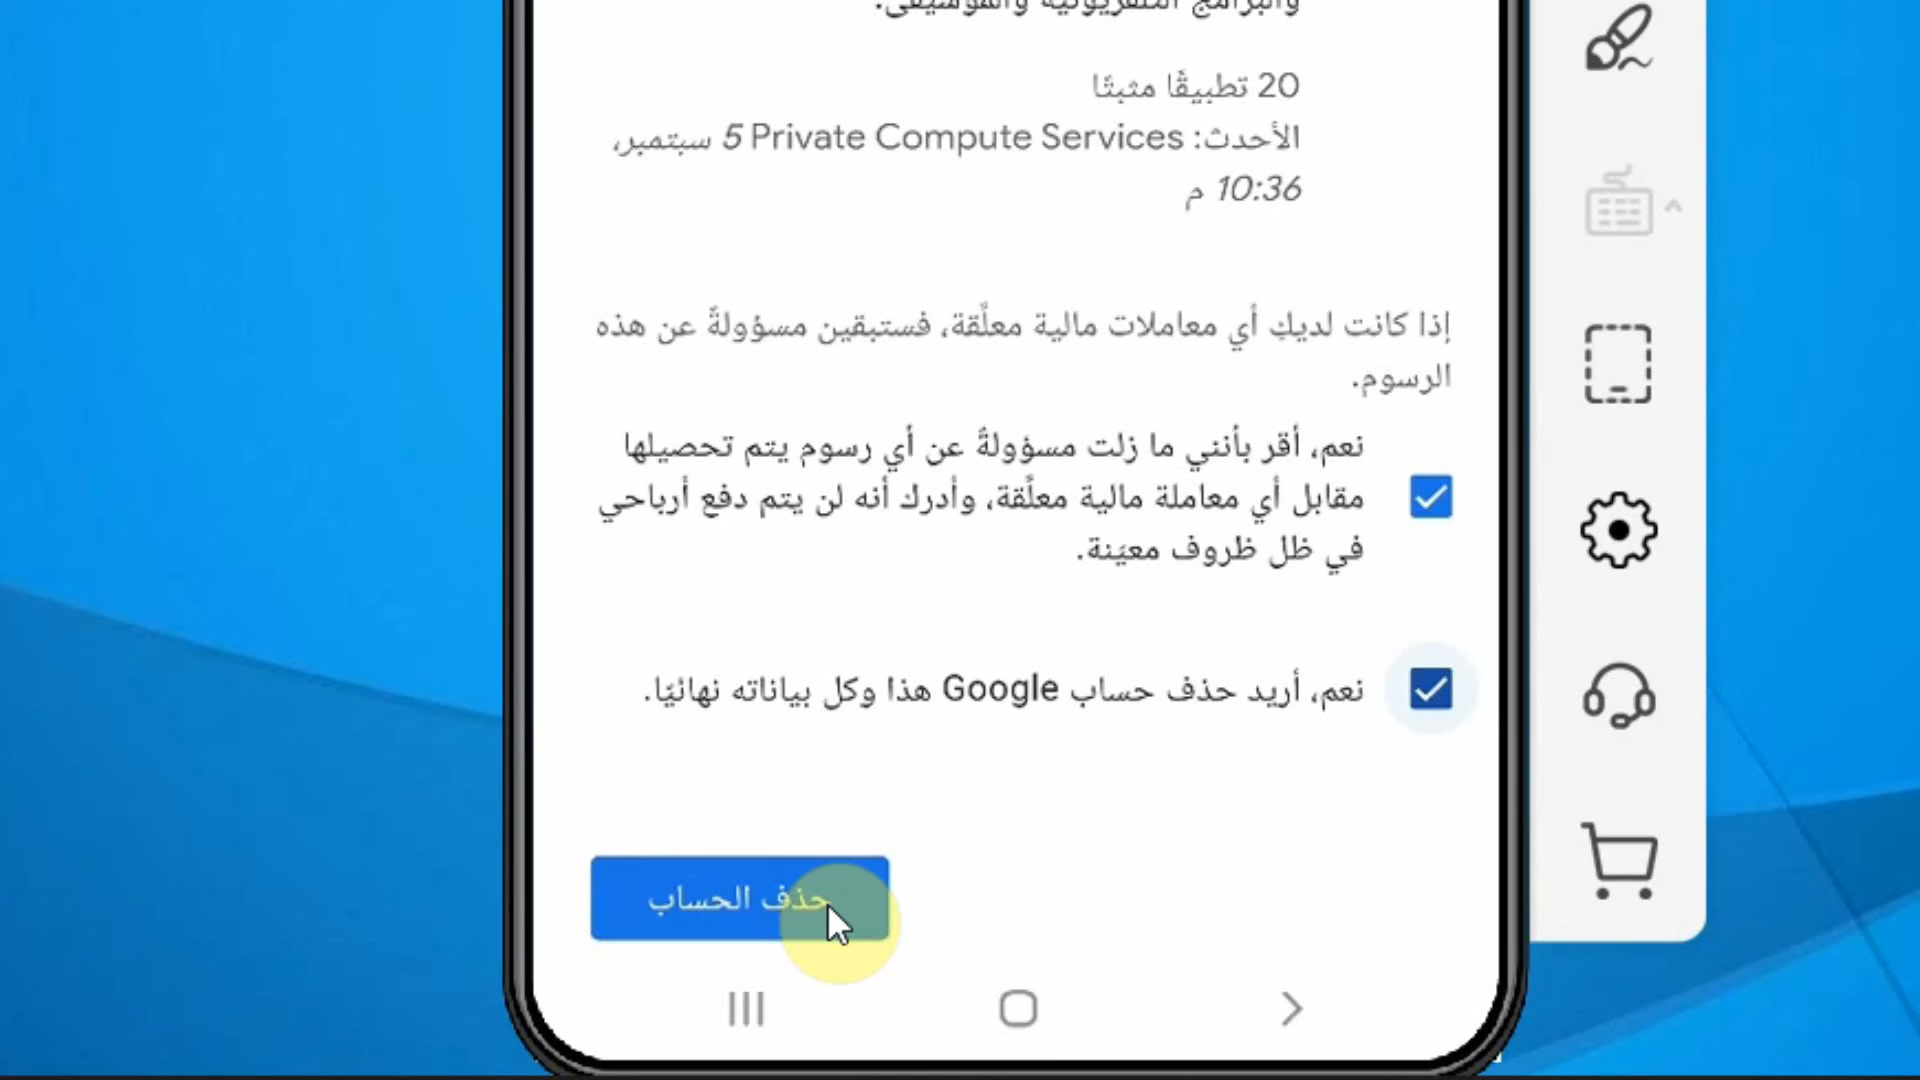 والبرامج التلفزيونية والموسيقى.
20 تطبيقًا مثبتًا
الأحدث: Private Compute Services 5 سبتمبر،
10:36 م
إذا كانت لديكِ أي معاملات مالية معلَّقة، فستبقين مسؤولةً عن هذه
الرسوم.
نعم، أقر بأنني ما زلت مسؤولةً عن أي رسوم يتم تحصيلها
مقابل أي معاملة مالية معلَّقة، وأدرك أنه لن يتم دفع أرباحي
في ظل ظروف معيّنة.
نعم، أريد حذف حساب Google هذا وكل بياناته نهائيًا.
حذف الحساب